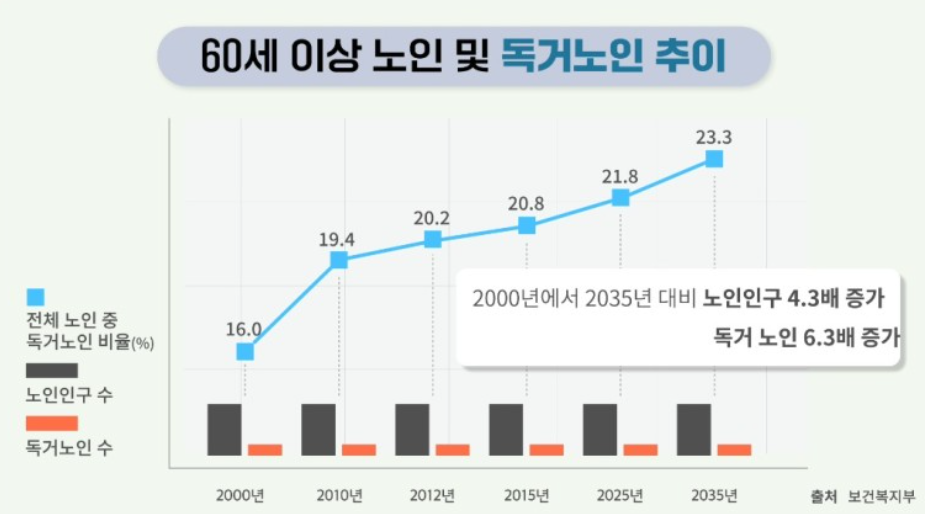 60세 이상 노인 및 독거노인 추이
23.3
21.8
20.8
20.2
19.4
16.0
2000년에서 2035년 대비 노인인구 4.3배 증가
독거 노인 6.3배 증가
전체 노인 중
독거노인 비율(%)
노인인구 수
독거노인 수
2000년 2010년 2012년 2015년 2025년 2035년
출처 보건복지부